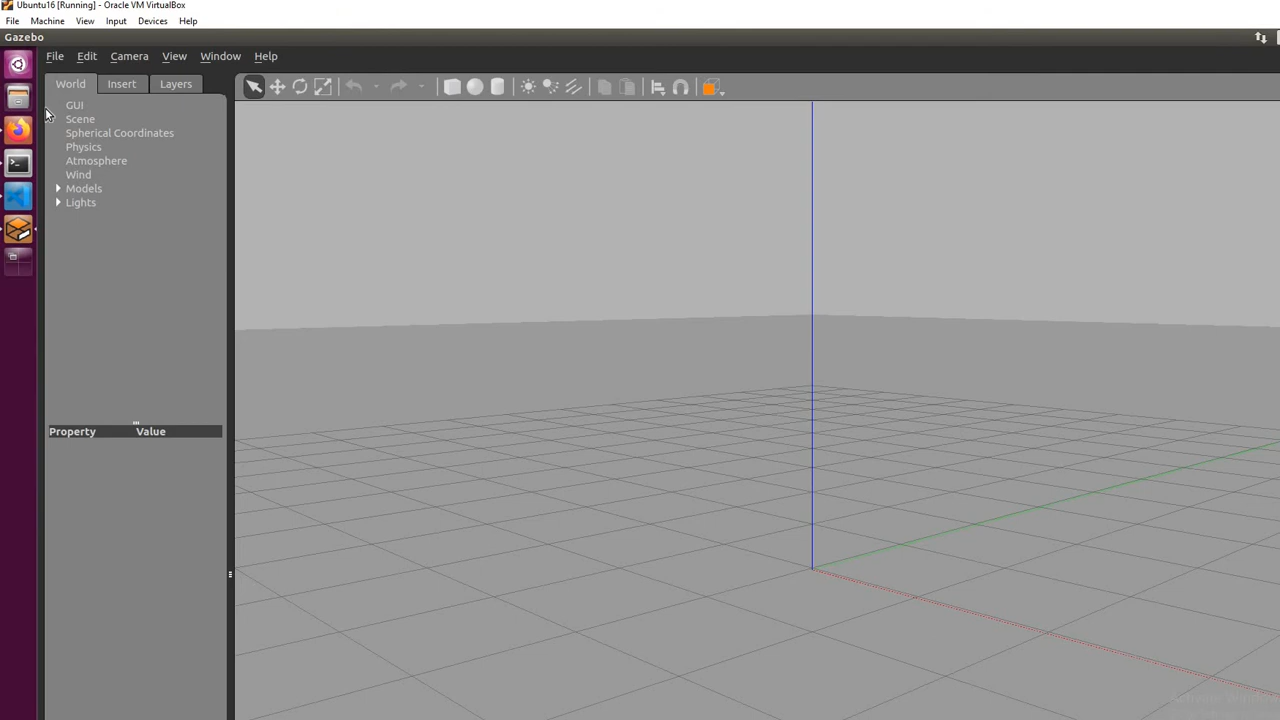 Ubuntu16 [Running] - Oracle VM VirtualBox
File Machine View Input Devices Help
Gazebo
File Edit Camera View Window Help
World Insert Layers
GUI
Scene
Spherical Coordinates
Physics
Atmosphere
Wind
Models
Lights
Property Value